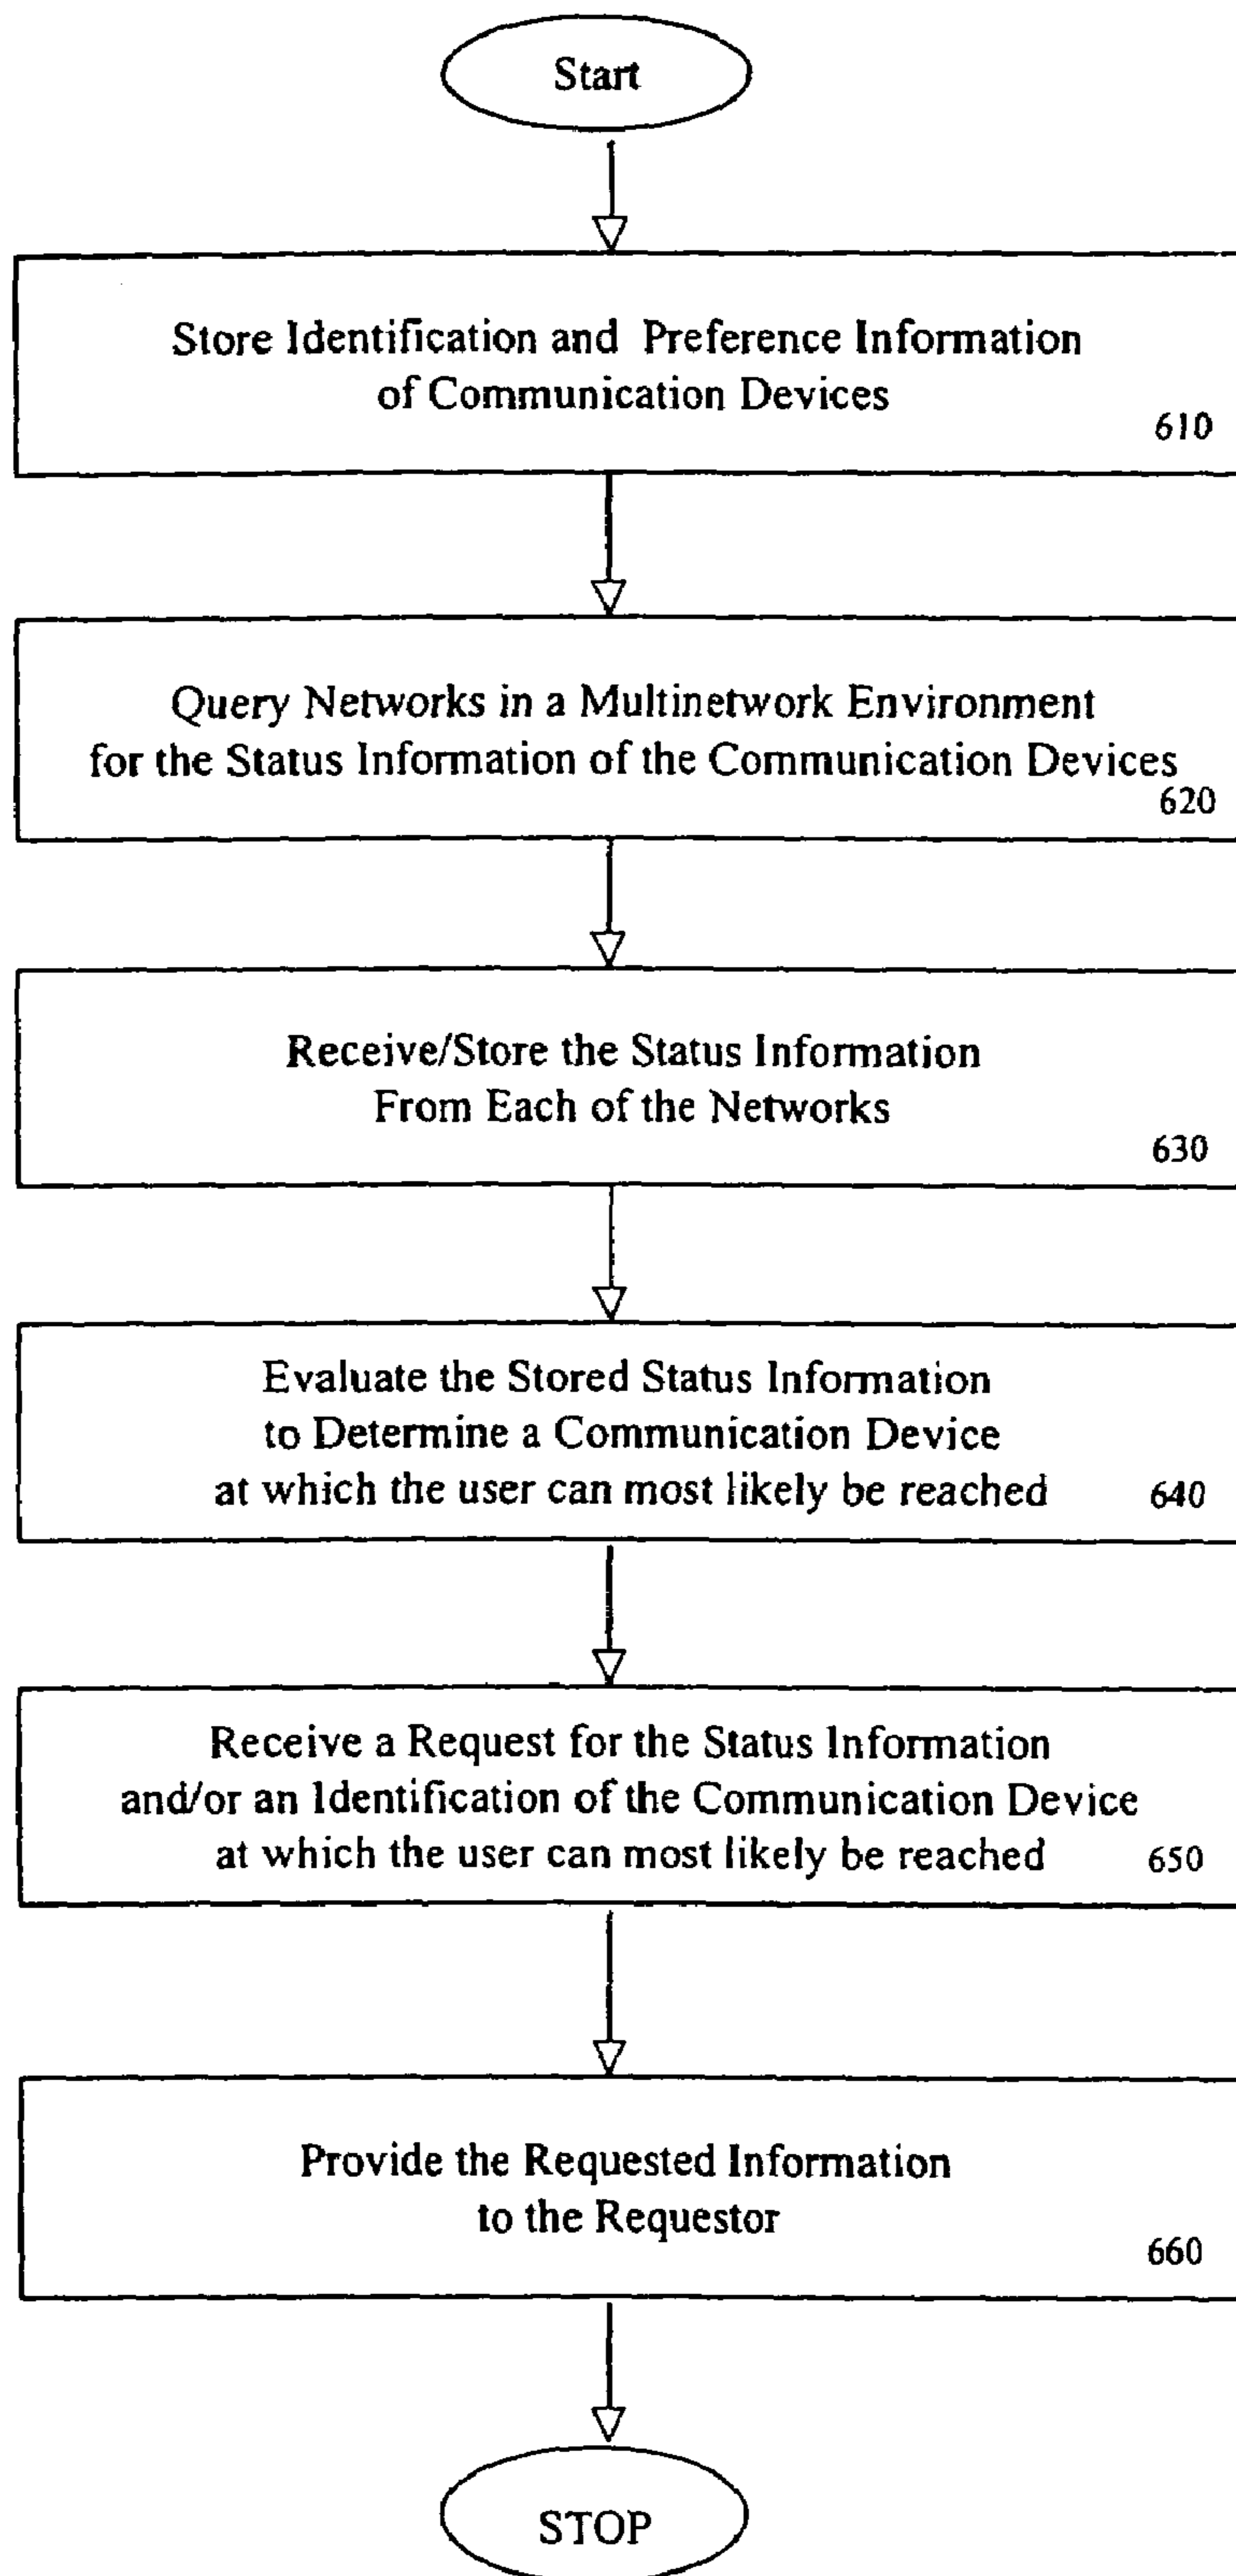 Start
Store Identification and Preference Information
of Communication Devices
610
Query Networks in a Multinetwork Environment
for the Status Information of the Communication Devices
620
Receive/Store the Status Information
From Each of the Networks
630
Evaluate the Stored Status Information
to Determine a Communication Device
at which the user can most likely be reached 640
Receive a Request for the Status Information
and/or an Identification of the Communication Device
at which the user can most likely be reached 650
Provide the Requested Information
to the Requestor
660
STOP